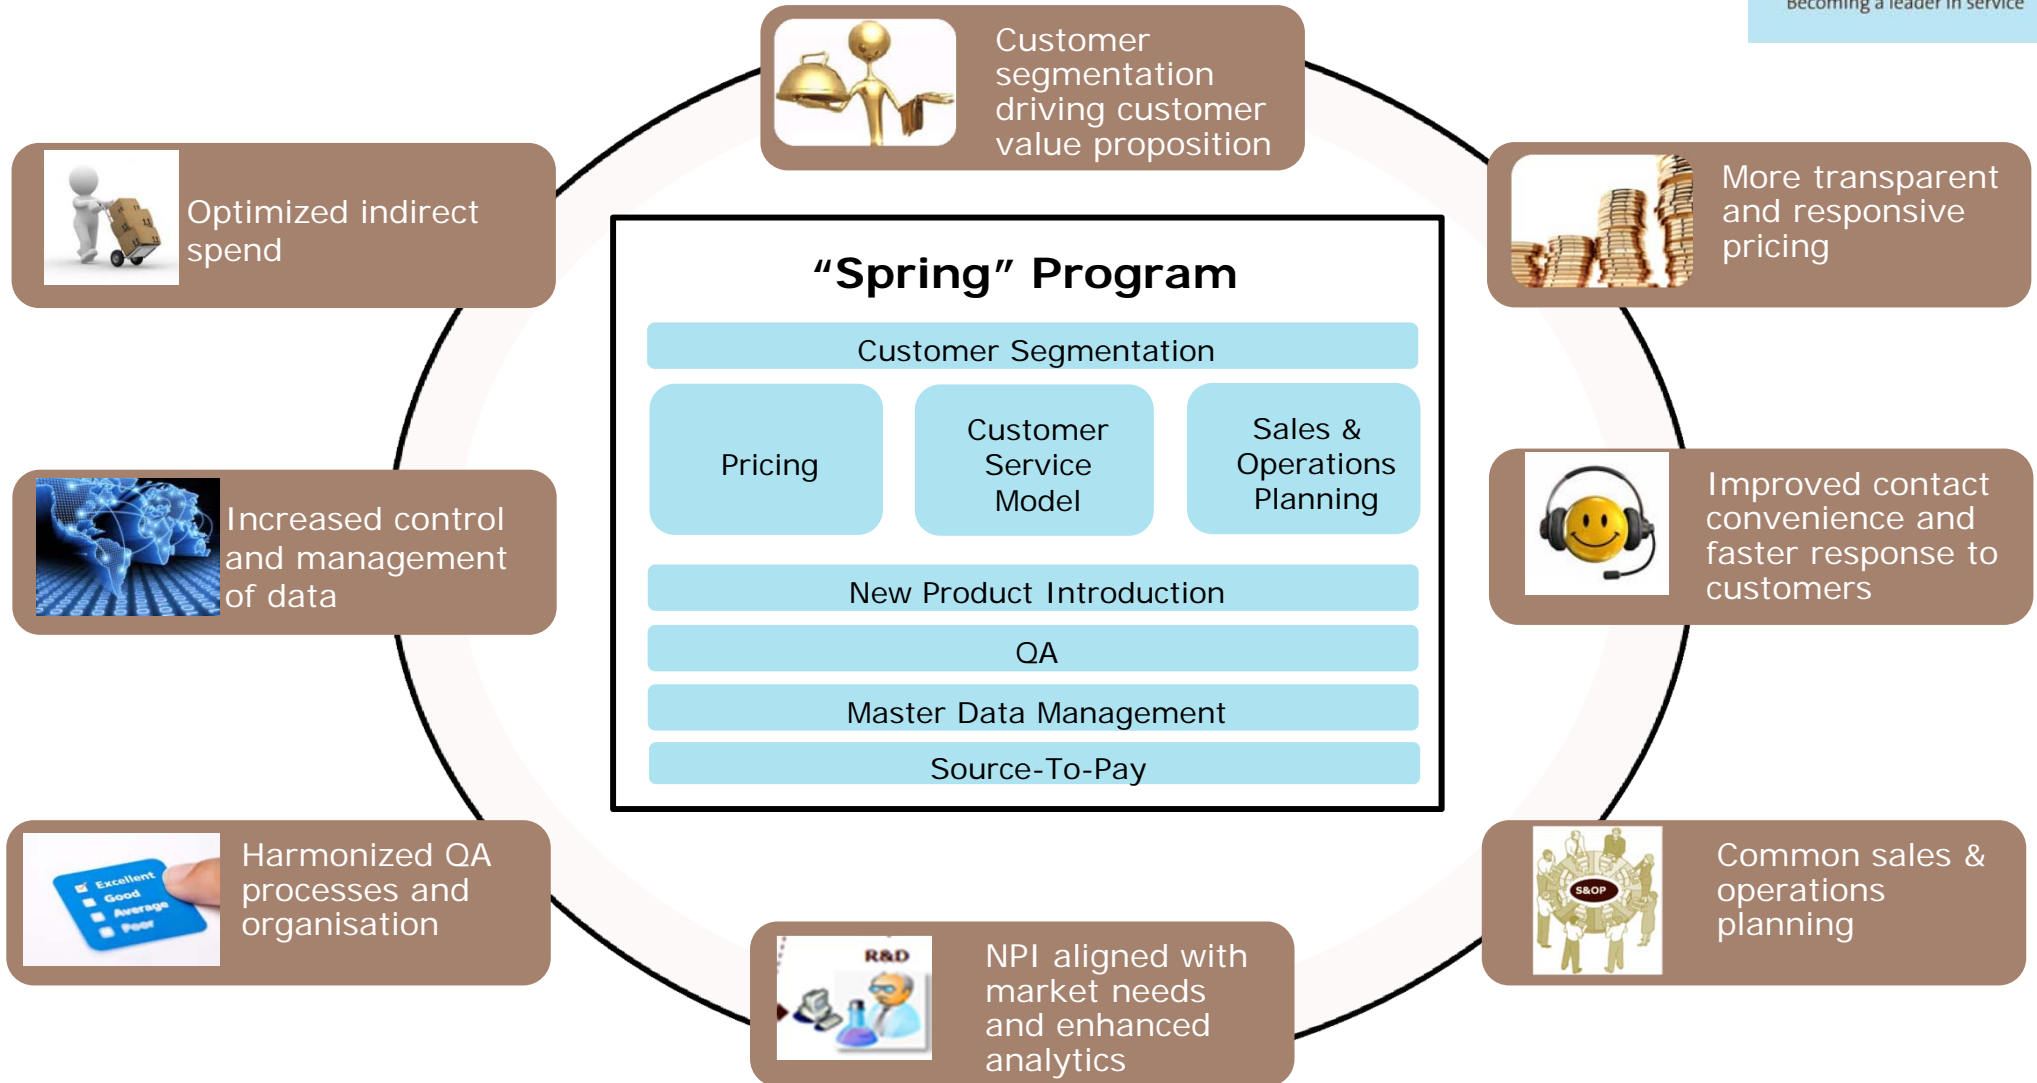 Becoming a leader in service
Customer
segmentation
driving customer
value proposition
More transparent
and responsive
pricing
Improved contact
convenience and
faster response to
customers
Common sales &
operations
planning
S&OP
NPI aligned with
market needs
and enhanced
analytics
R&D
Harmonized QA
processes and
organisation
Excellent
Good
Average
Poor
Increased control
and management
of data
Optimized indirect
spend
“Spring” Program
Customer Segmentation
Pricing
Customer
Service
Model
Sales &
Operations
Planning
New Product Introduction
QA
Master Data Management
Source-To-Pay